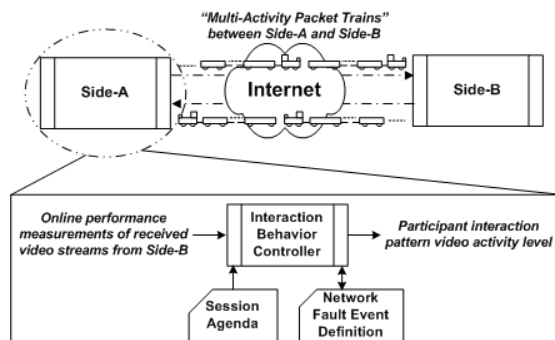 “Multi-Activity Packet Trains”
between Side-A and Side-B
Side-A
Internet
Side-B
Online performance
measurements of received
video streams from Side-B
Interaction
Behavior
Controller
Participant interaction
pattern video activity level
Session
Agenda
Network
Fault Event
Definition